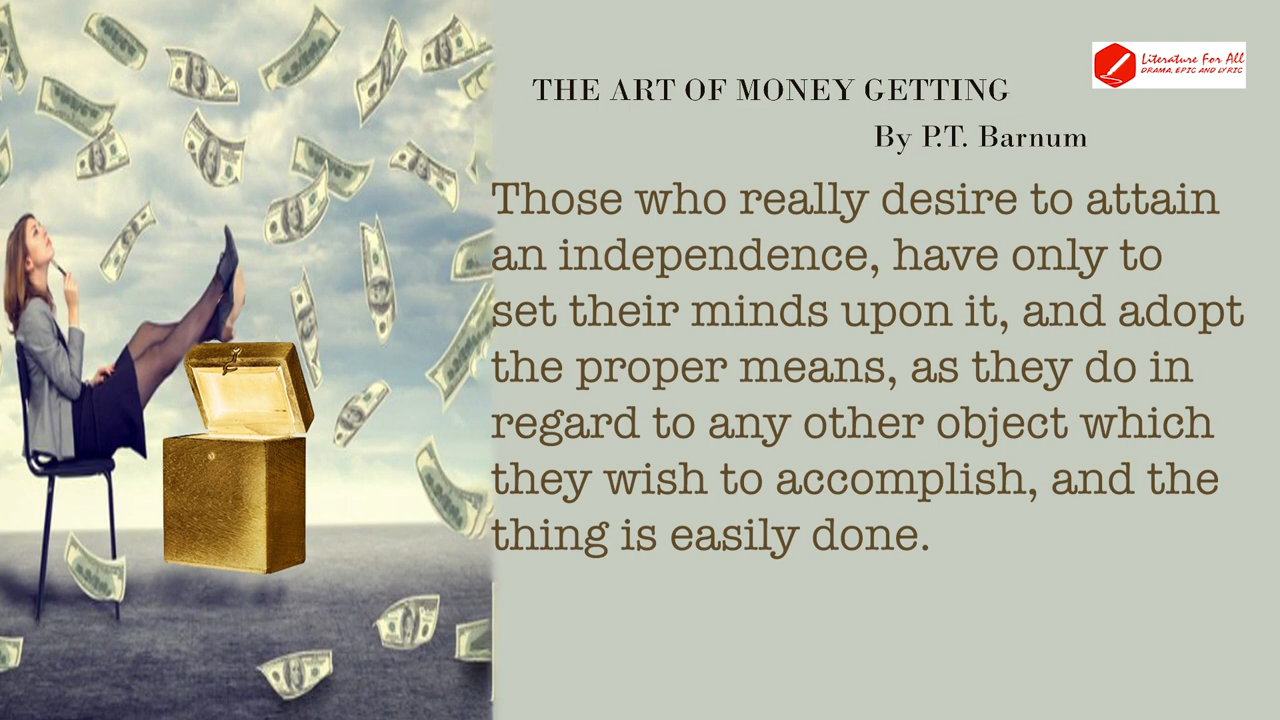 Literature For All
DRAMA, EPIC AND LYRIC
THE ART OF MONEY GETTING
By P.T. Barnum
Those who really desire to attain
an independence, have only to
set their minds upon it, and adopt
the proper means, as they do in
regard to any other object which
they wish to accomplish, and the
thing is easily done.